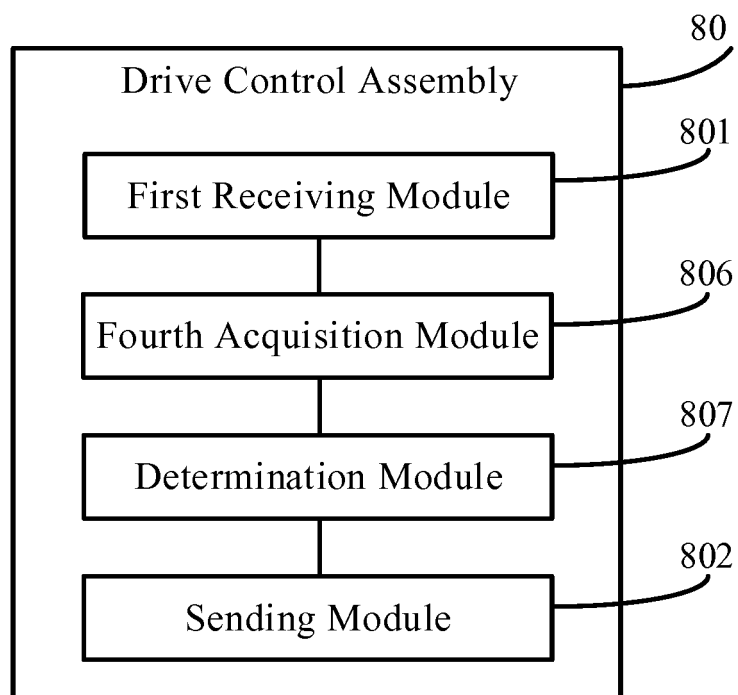 80
Drive Control Assembly
801
First Receiving Module
806
Fourth Acquisition Module
807
Determination Module
802
Sending Module